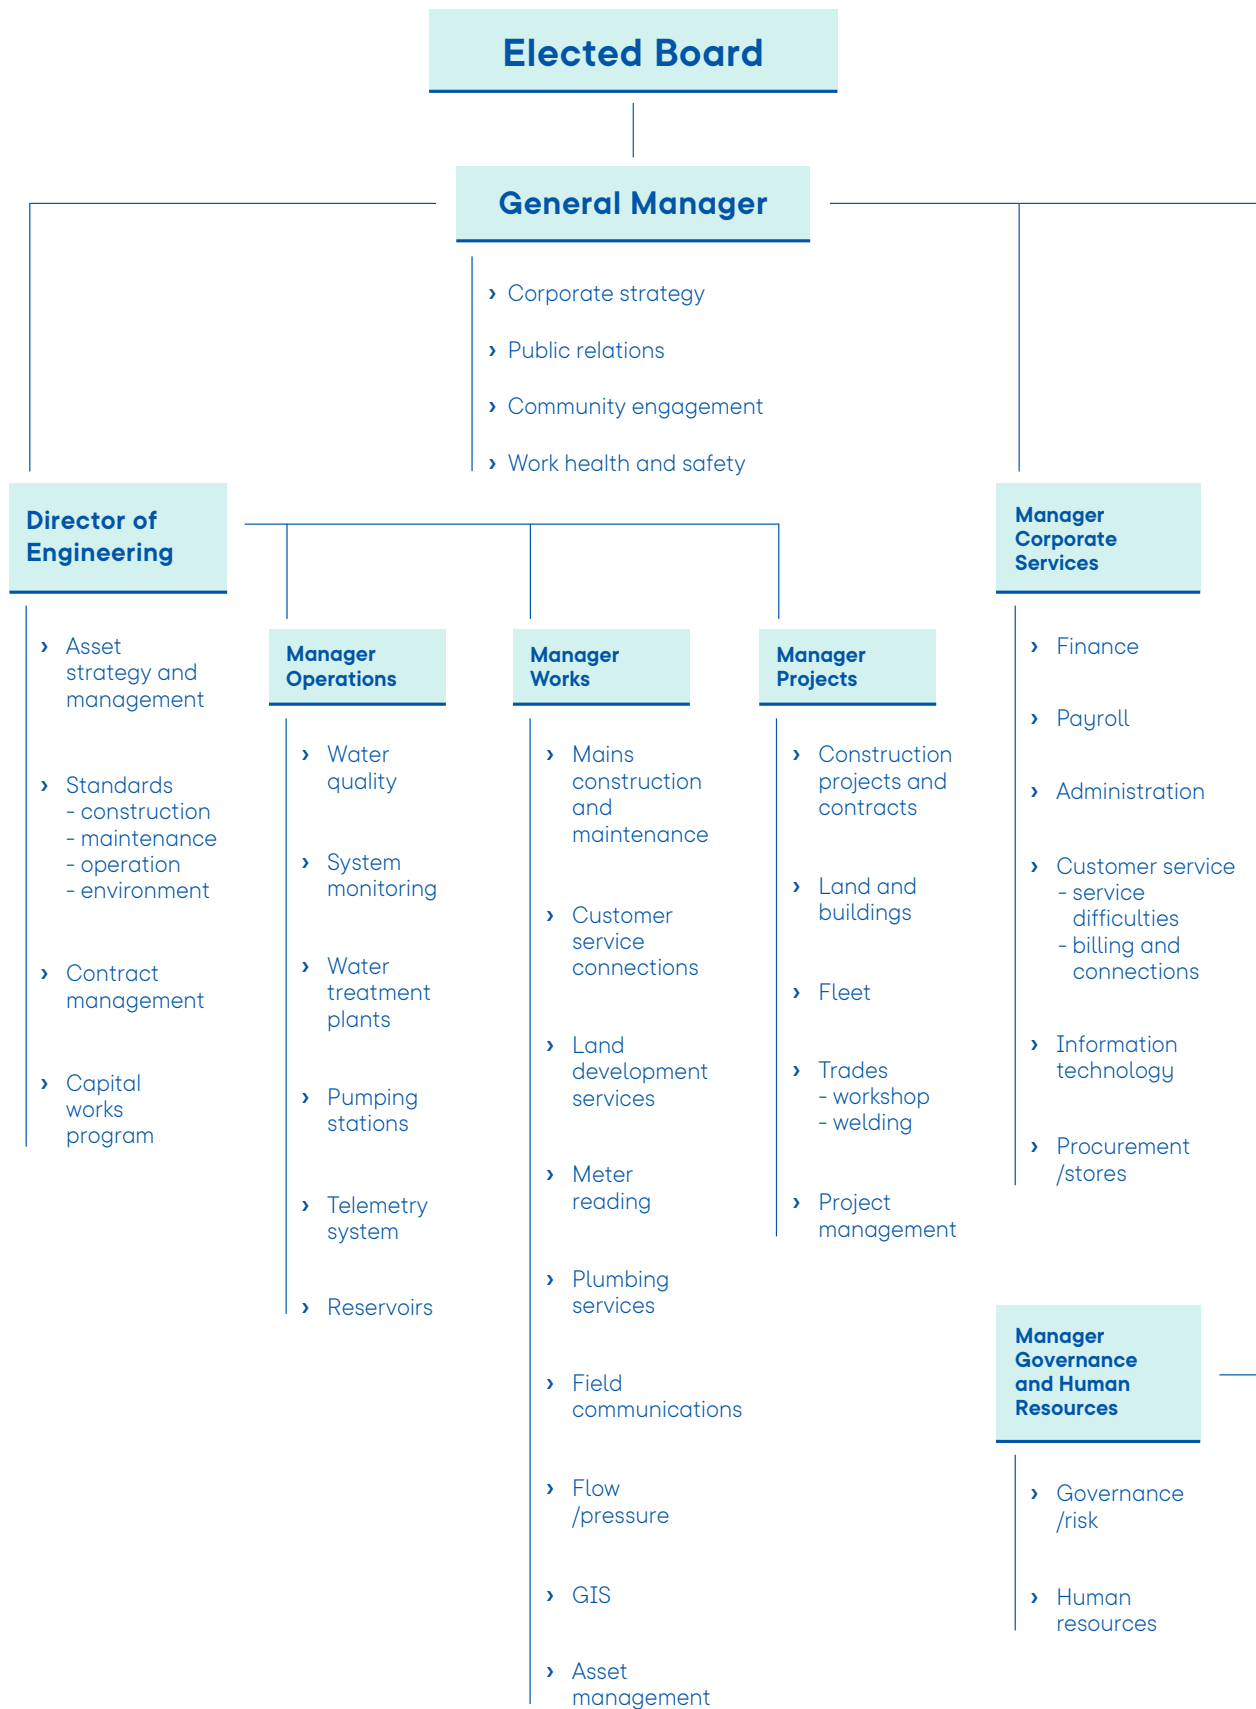 Elected Board
General Manager
› Corporate strategy
› Public relations
› Community engagement
› Work health and safety
Director of
Engineering
› Asset
strategy and
management
› Standards
- construction
- maintenance
- operation
- environment
› Contract
management
› Capital
works
program
Manager
Operations
› Water
quality
› System
monitoring
› Water
treatment
plants
› Pumping
stations
› Telemetry
system
› Reservoirs
Manager
Works
› Mains
construction
and
maintenance
› Customer
service
connections
› Land
development
services
› Meter
reading
› Plumbing
services
› Field
communications
› Flow
/pressure
› GIS
› Asset
management
Manager
Projects
› Construction
projects and
contracts
› Land and
buildings
› Fleet
› Trades
- workshop
- welding
› Project
management
Manager
Corporate
Services
› Finance
› Payroll
› Administration
› Customer service
- service
difficulties
- billing and
connections
› Information
technology
› Procurement
/stores
Manager
Governance
and Human
Resources
› Governance
/risk
› Human
resources